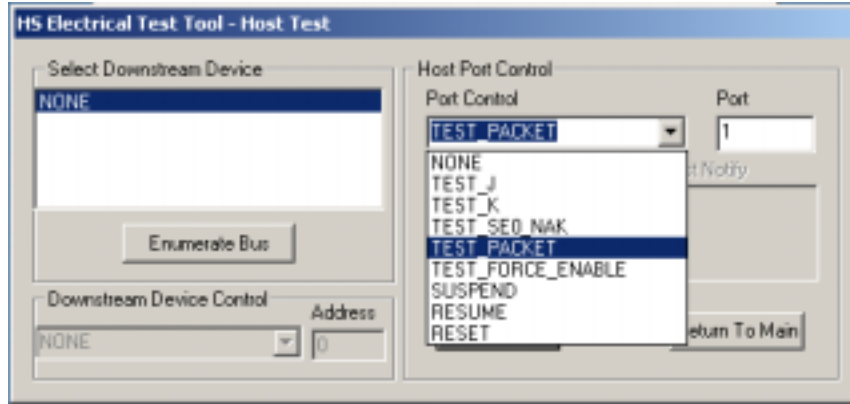 HS Electrical Test Tool - Host Test
Select Downstream Device
NONE
Enumerate Bus
Downstream Device Control
Address
NONE
0
Host Port Control
Port Control
Port
TEST_PACKET
1
NONE
TEST_J
TEST_K
TEST_SE0_NAK
TEST_PACKET
TEST_FORCE_ENABLE
SUSPEND
RESUME
RESET
st Notify
eturn To Main